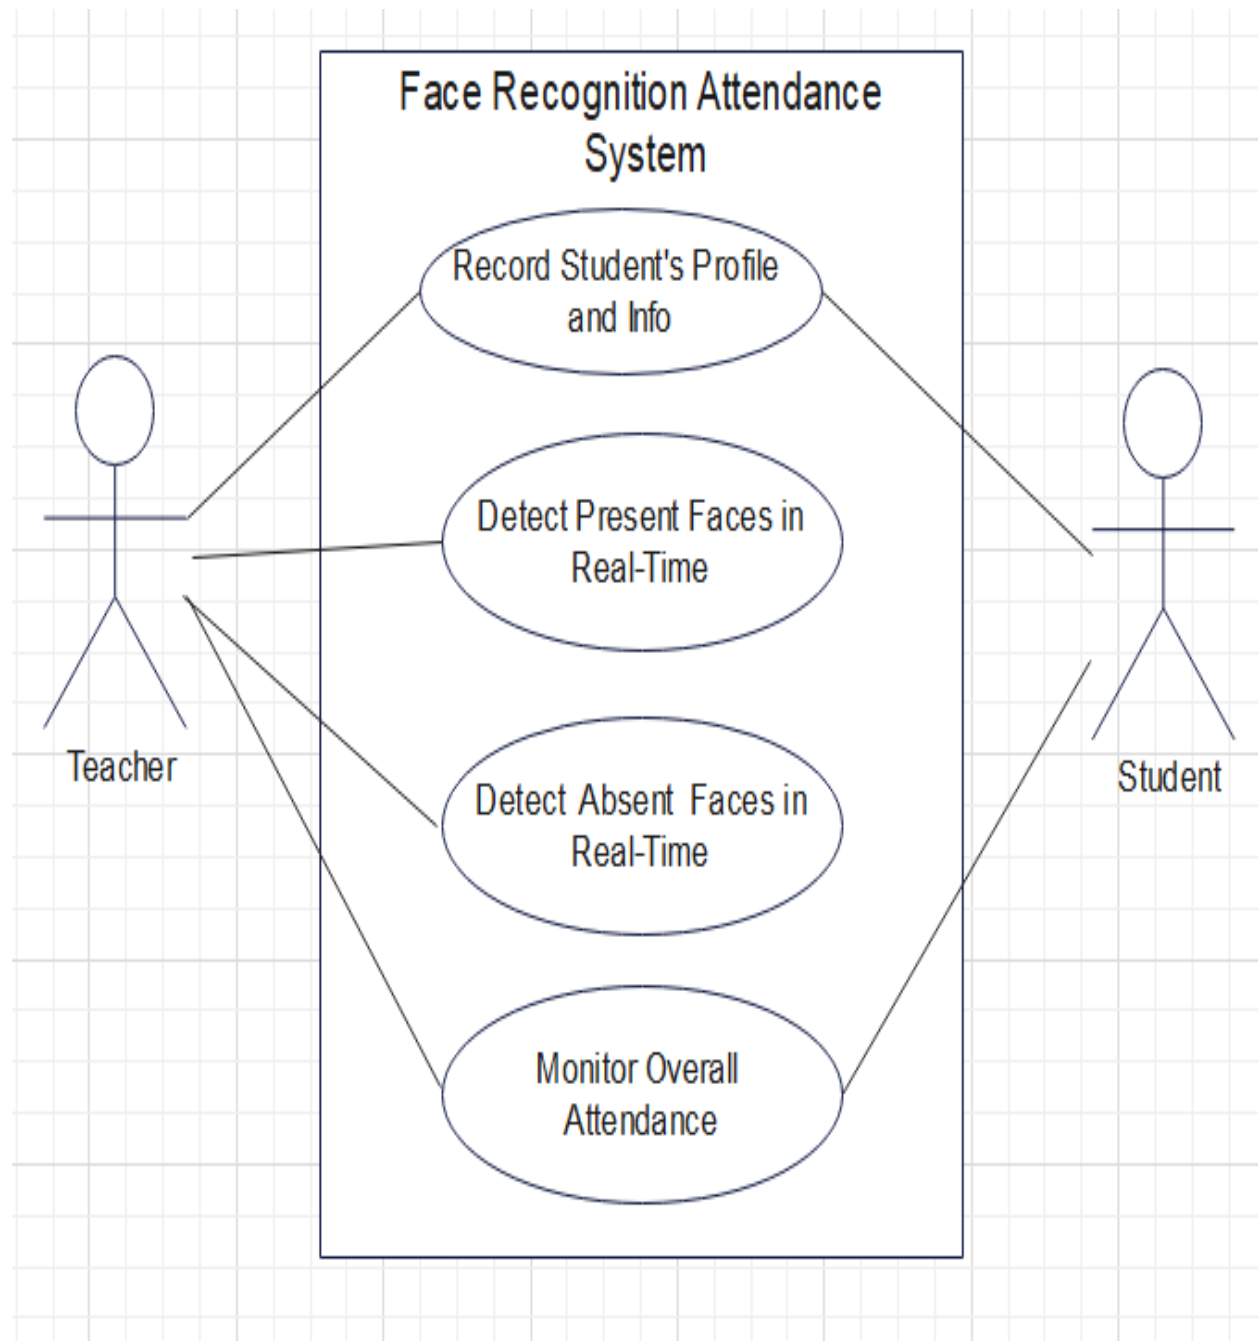 Face Recognition Attendance
System
Record Student's Profile
and Info
Detect Present Faces in
Real-Time
Teacher
Student
Detect Absent Faces in
Real-Time
Monitor Overall
Attendance